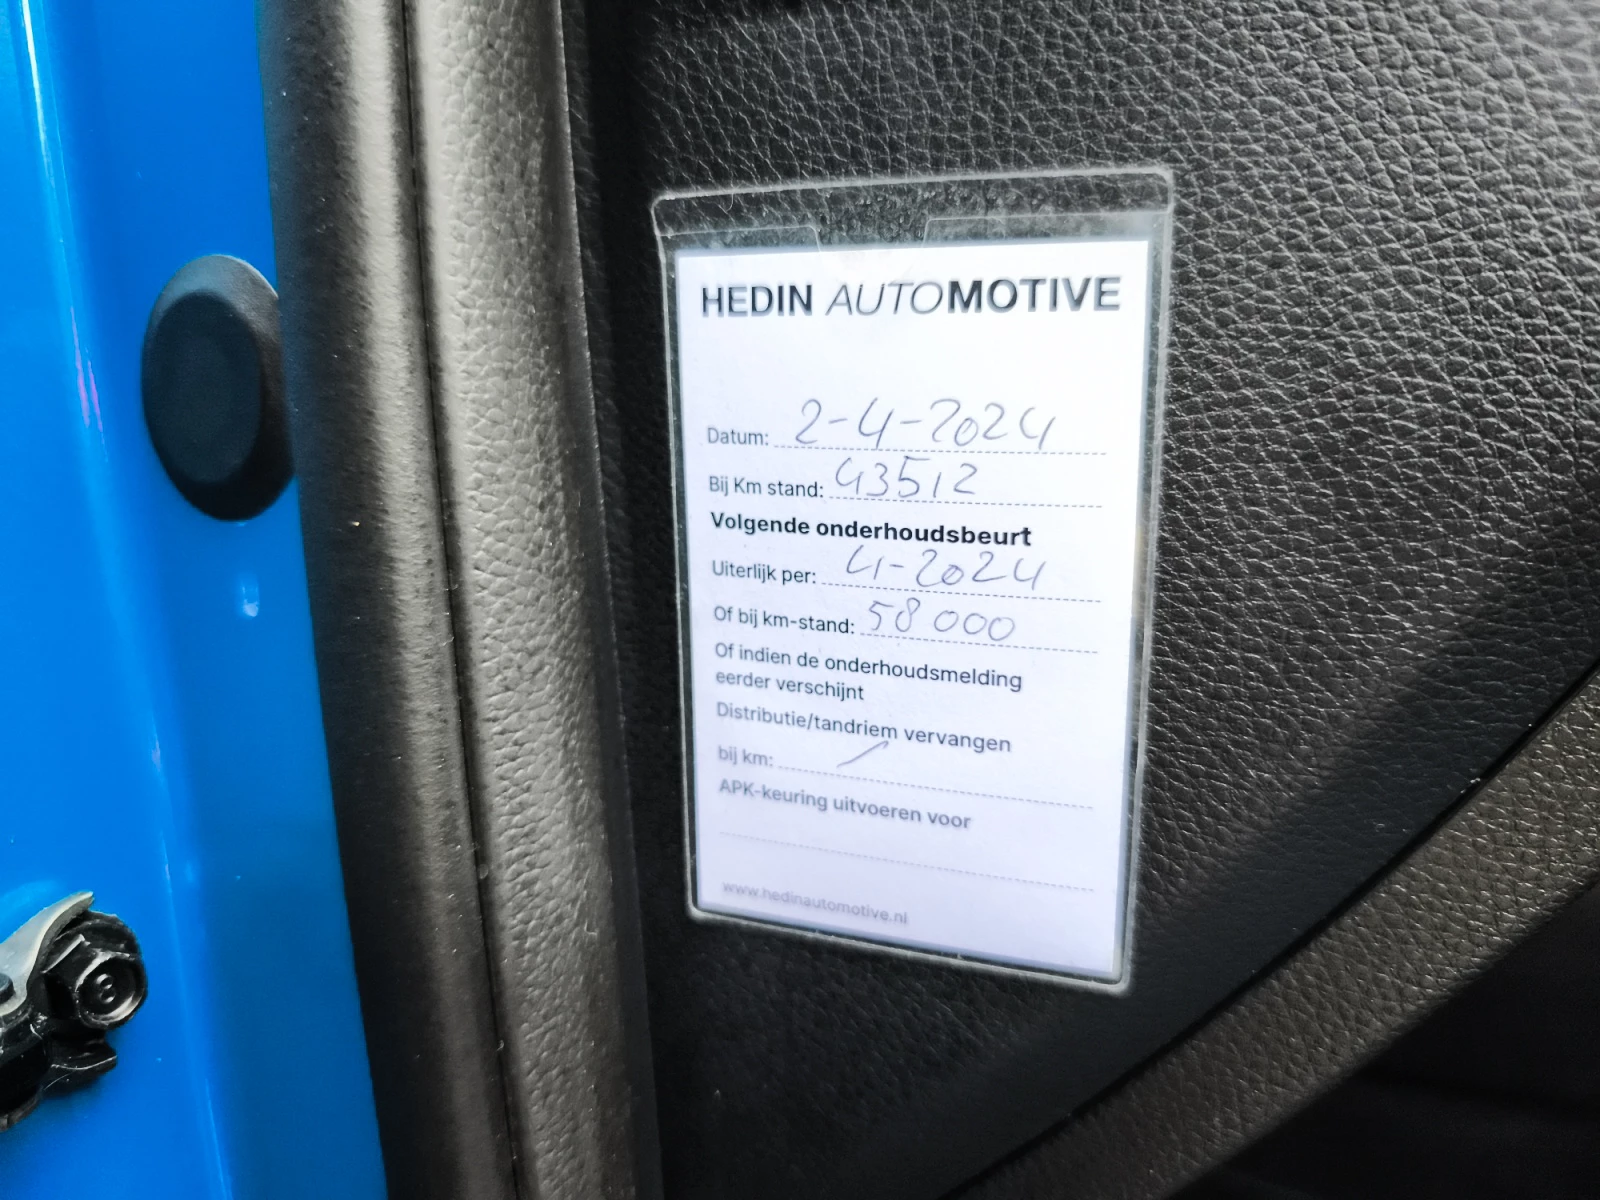 HEDIN AUTOMOTIVE
Datum: 2-4-2024
Bij Km stand: 43512
Volgende onderhoudsbeurt
Uiterlijk per: 4-2024
Of bij km-stand: 58 000
Of indien de onderhoudsmelding
eerder verschijnt
Distributie/tandriem vervangen
bij km: /
APK-keuring uitvoeren voor
www.hedinautomotive.nl
8